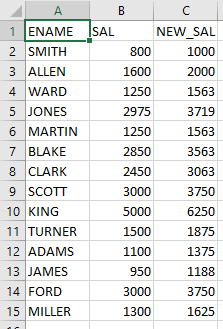 A B C
1 ENAME SAL NEW_SAL
2 SMITH 800 1000
3 ALLEN 1600 2000
4 WARD 1250 1563
5 JONES 2975 3719
6 MARTIN 1250 1563
7 BLAKE 2850 3563
8 CLARK 2450 3063
9 SCOTT 3000 3750
10 KING 5000 6250
11 TURNER 1500 1875
12 ADAMS 1100 1375
13 JAMES 950 1188
14 FORD 3000 3750
15 MILLER 1300 1625